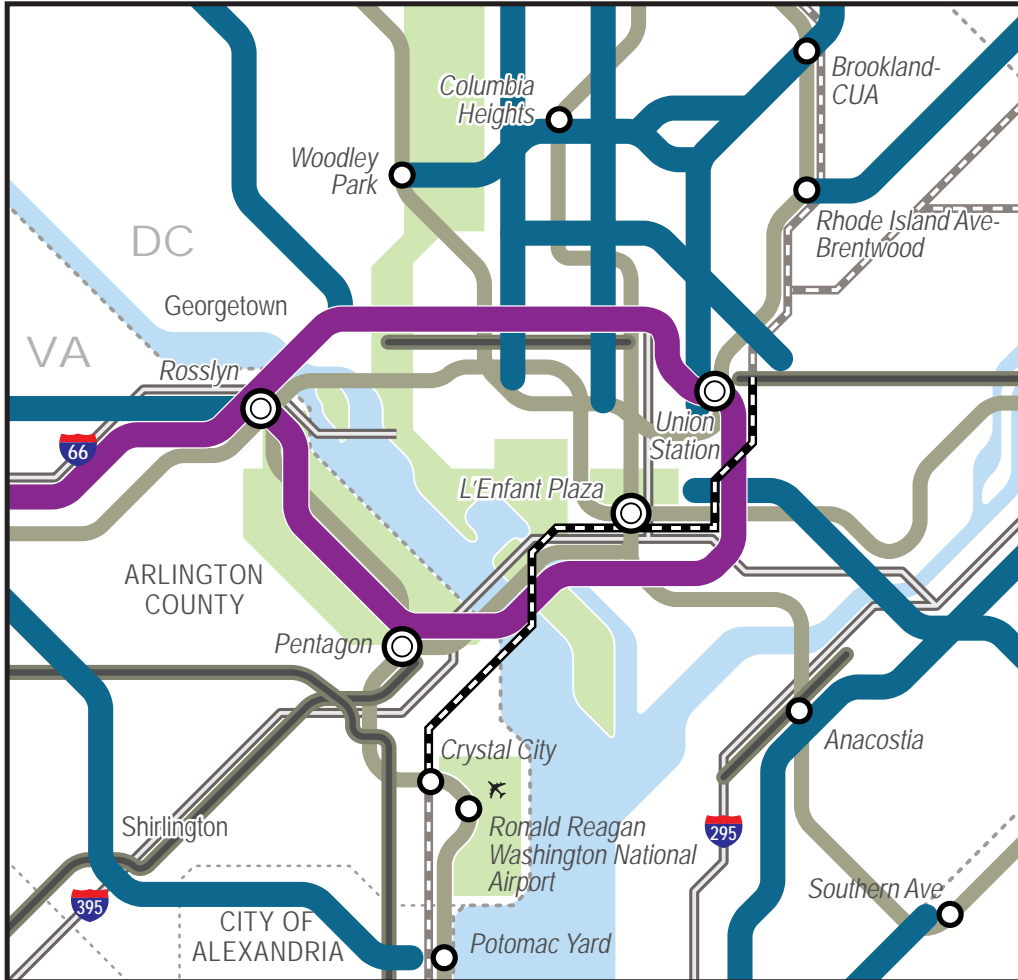 Brookland-
CUA
Columbia
Heights
Woodley
Park
Rhode Island Ave-
Brentwood
DC
Georgetown
VA
Rosslyn
Union
Station
66
L'Enfant Plaza
ARLINGTON
COUNTY
Pentagon
Anacostia
Crystal City
Shirlington
Ronald Reagan
Washington National
Airport
295
Southern Ave
395
CITY OF
ALEXANDRIA
Potomac Yard